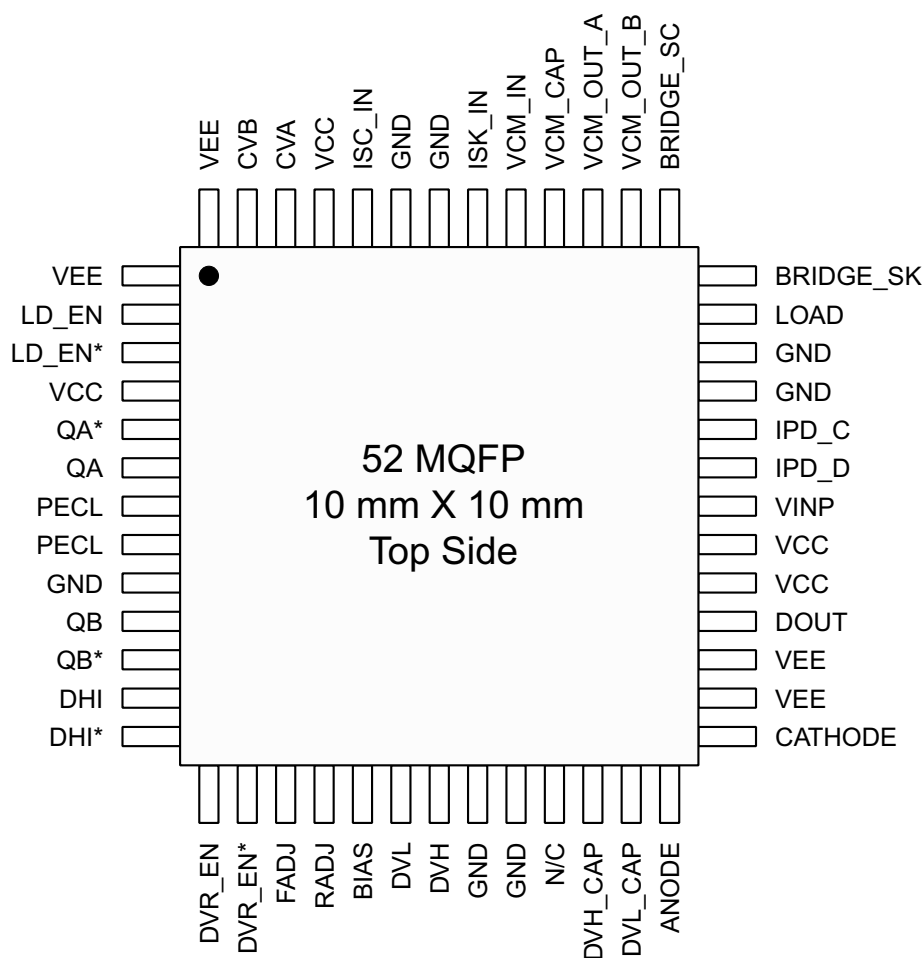 VEE
CVB
CVA
VCC
ISC_IN
GND
GND
ISK_IN
VCM_IN
VCM_CAP
VCM_OUT_A
VCM_OUT_B
BRIDGE_SC
VEE
LD_EN
LD_EN*
VCC
QA*
QA
PECL
PECL
GND
QB
QB*
DHI
DHI*
52 MQFP
10 mm X 10 mm
Top Side
BRIDGE_SK
LOAD
GND
GND
IPD_C
IPD_D
VINP
VCC
VCC
DOUT
VEE
VEE
CATHODE
DVR_EN
DVR_EN*
FADJ
RADJ
BIAS
DVL
DVH
GND
GND
N/C
DVH_CAP
DVL_CAP
ANODE